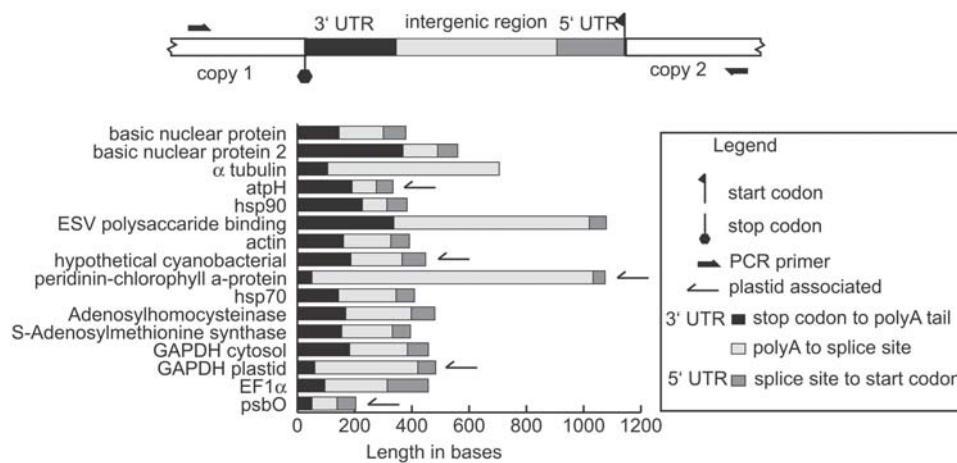 3‘ UTR intergenic region 5‘ UTR
copy 1 copy 2
basic nuclear protein
basic nuclear protein 2
α tubulin
atpH
hsp90
ESV polysaccaride binding
actin
hypothetical cyanobacterial
peridinin-chlorophyll a-protein
hsp70
Adenosylhomocysteinase
S-Adenosylmethionine synthase
GAPDH cytosol
GAPDH plastid
EF1α
psbO
0 200 400 600 800 1000 1200
Length in bases
Legend
start codon
stop codon
PCR primer
plastid associated
3‘ UTR stop codon to polyA tail
polyA to splice site
5‘ UTR splice site to start codon